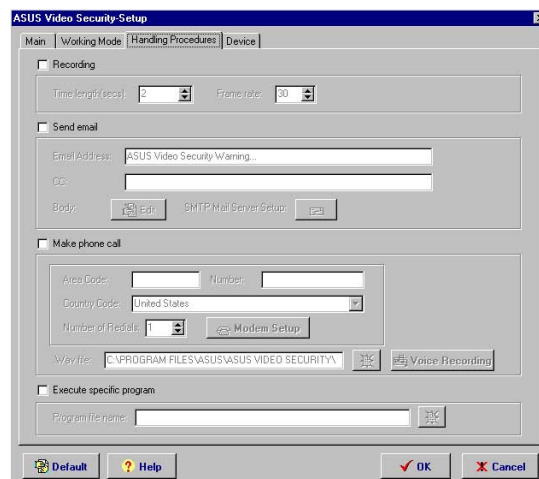 ASUS Video Security-Setup
Main Working Mode Handling Procedures Device
Recording
Time length(secs): 2 Frame rate: 30
Send email
Email Address: ASUS Video Security Warning...
CC:
Body: Edit SMTP Mail Server Setup:
Make phone call
Area Code: Number:
Country Code: United States
Number of Redials: 1 Modem Setup
Wav file: C:\PROGRAM FILES\ASUS\ASUS VIDEO SECURITY\ Voice Recording
Execute specific program
Program file name:
Default ? Help OK Cancel